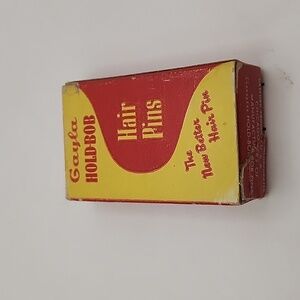 Gayla
HOLD-BOB
Hair
Pins
The
New Better
Hair Pin